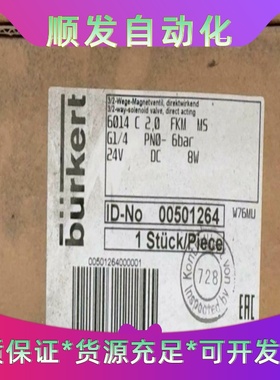 顺发自动化
bürkert
3/2-Wege-Magnetventil, direktwirkend
3/2-way-solenoid valve, direct acting
6014 C 2,0 FKM MS
G1/4 PN0- 6bar
24V DC 8W
ID-No 00501264
W76MU
1 Stück/Piece
00501264000001
728
EAC
质保证*货源充足*可开